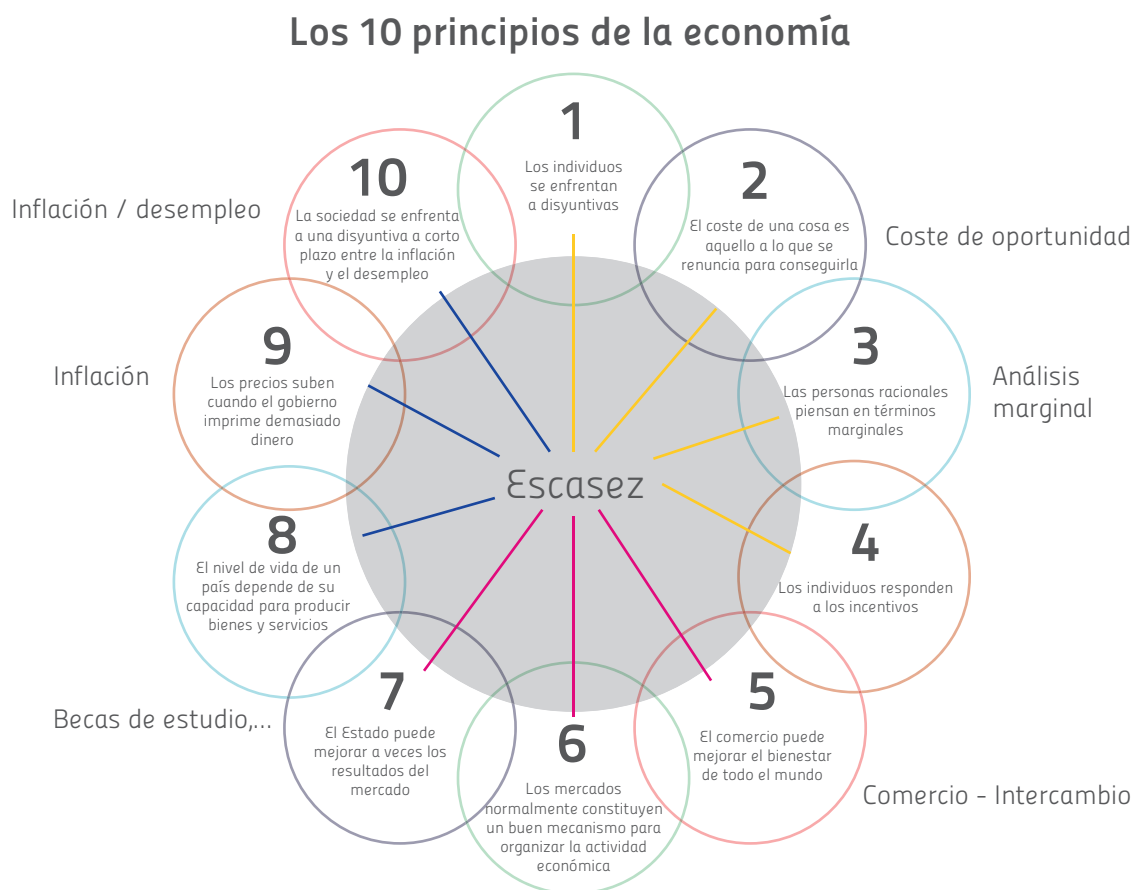 Los 10 principios de la economía
1
Los individuos
se enfrentan
a disyuntivas
2
El coste de una cosa es
aquello a lo que se
renuncia para conseguirla
Coste de oportunidad
3
Las personas racionales
piensan en términos
marginales
Análisis
marginal
4
Los individuos responden
a los incentivos
5
El comercio puede
mejorar el bienestar
de todo el mundo
Comercio - Intercambio
6
Los mercados
normalmente constituyen
un buen mecanismo para
organizar la actividad
económica
7
El Estado puede
mejorar a veces los
resultados del
mercado
Becas de estudio,...
8
El nivel de vida de un
país depende de su
capacidad para producir
bienes y servicios
9
Los precios suben
cuando el gobierno
imprime demasiado
dinero
Inflación
10
La sociedad se enfrenta
a una disyuntiva a corto
plazo entre la inflación
y el desempleo
Inflación / desempleo
Escasez